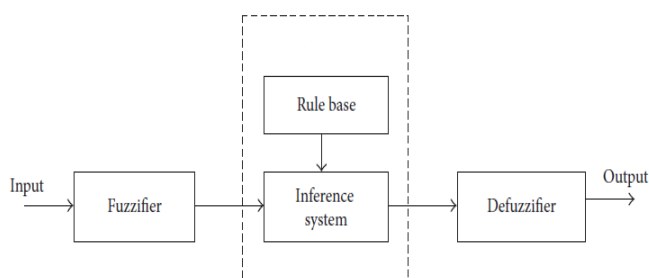 Rule base
Input
Fuzzifier
Inference
system
Defuzzifier
Output